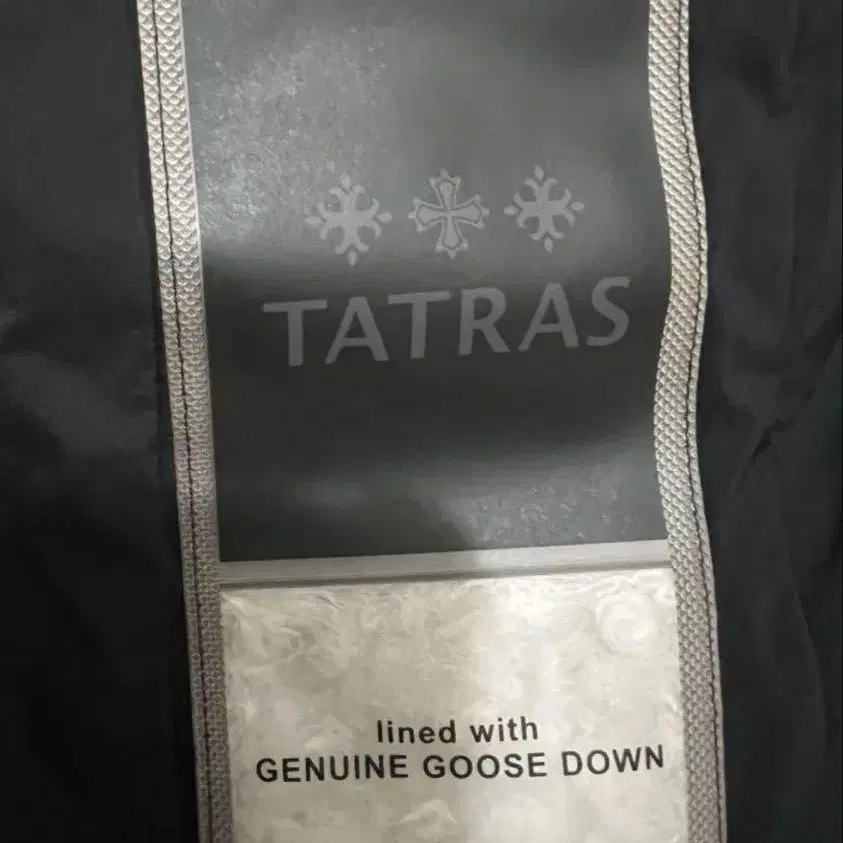 TATRAS
lined with
GENUINE GOOSE DOWN